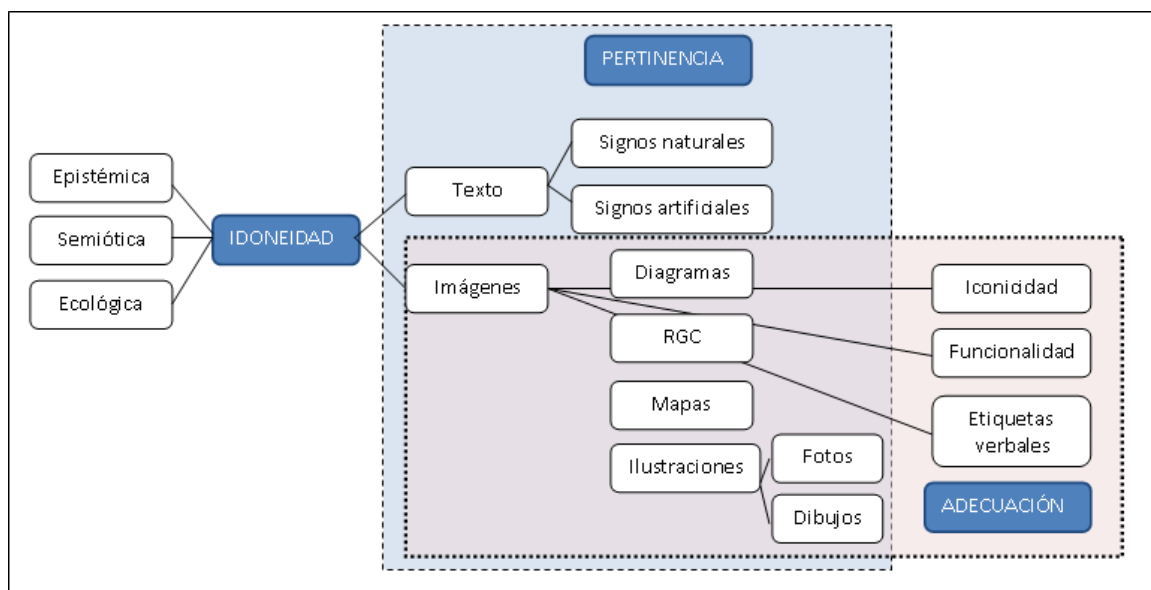 PERTINENCIA
Signos naturales
Epistémica
Texto
Signos artificiales
Semiótica
IDONEIDAD
Diagramas
Imágenes
Iconicidad
Ecológica
RGC
Funcionalidad
Mapas
Etiquetas
verbales
Ilustraciones
Fotos
Dibujos
ADECUACIÓN